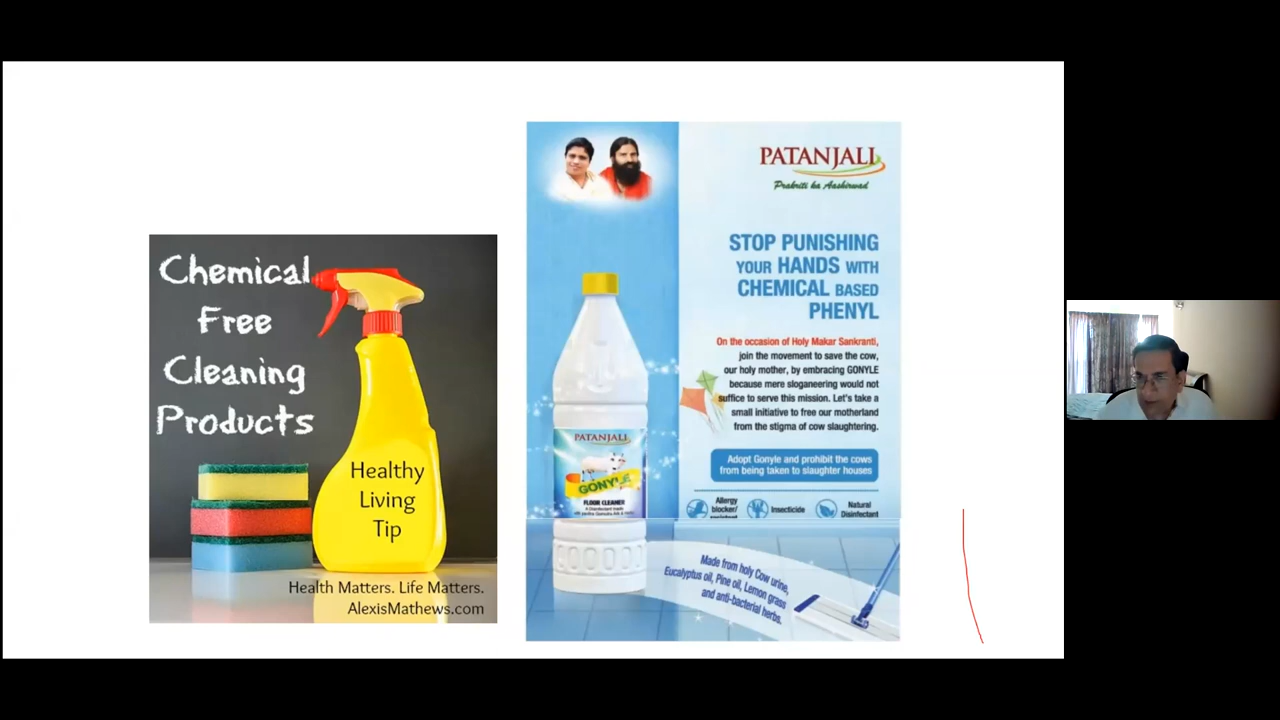 Chemical
Free
Cleaning
Products
Healthy
Living
Tip
Health Matters. Life Matters.
AlexisMathews.com
PATANJALI
Prakriti ka Aashirwad
STOP PUNISHING
YOUR HANDS WITH
CHEMICAL BASED
PHENYL
On the occasion of Holy Makar Sankranti,
join the movement to save the cow,
our holy mother, by embracing GONYLE
because mere sloganeering would not
suffice to serve this mission. Let's take a
small initiative to free our motherland
from the stigma of cow slaughtering.
Adopt Gonyle and prohibit the cows
from being taken to slaughter houses
Allergy
blocker/
Insecticide
Natural
Disinfectant
PATANJALI
GONYLE
FLOOR CLEANER
Made from holy Cow urine,
Eucalyptus oil, Pine oil, Lemon grass
and anti-bacterial herbs.